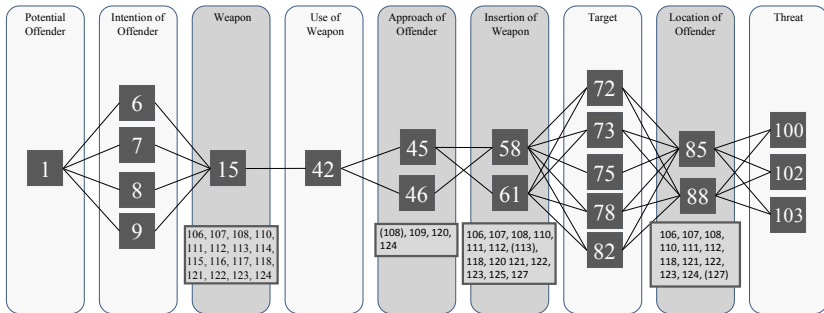 Potential
Offender
Intention of
Offender
Weapon
Use of
Weapon
Approach of
Offender
Insertion of
Weapon
Target
Location of
Offender
Threat
1
6
7
8
9
15
42
45
46
58
61
72
73
75
78
82
85
88
100
102
103
106, 107, 108, 110,
111, 112, 113, 114,
115, 116, 117, 118,
121, 122, 123, 124
(108), 109, 120,
124
106, 107, 108, 110,
111, 112, (113),
118, 120 121, 122,
123, 125, 127
106, 107, 108,
110, 111, 112,
118, 121, 122,
123, 124, (127)